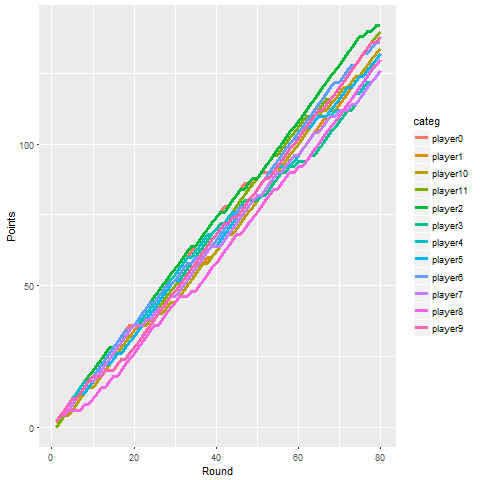 Points
100
50
0
0
20
40
60
80
Round
categ
player0
player1
player10
player11
player2
player3
player4
player5
player6
player7
player8
player9